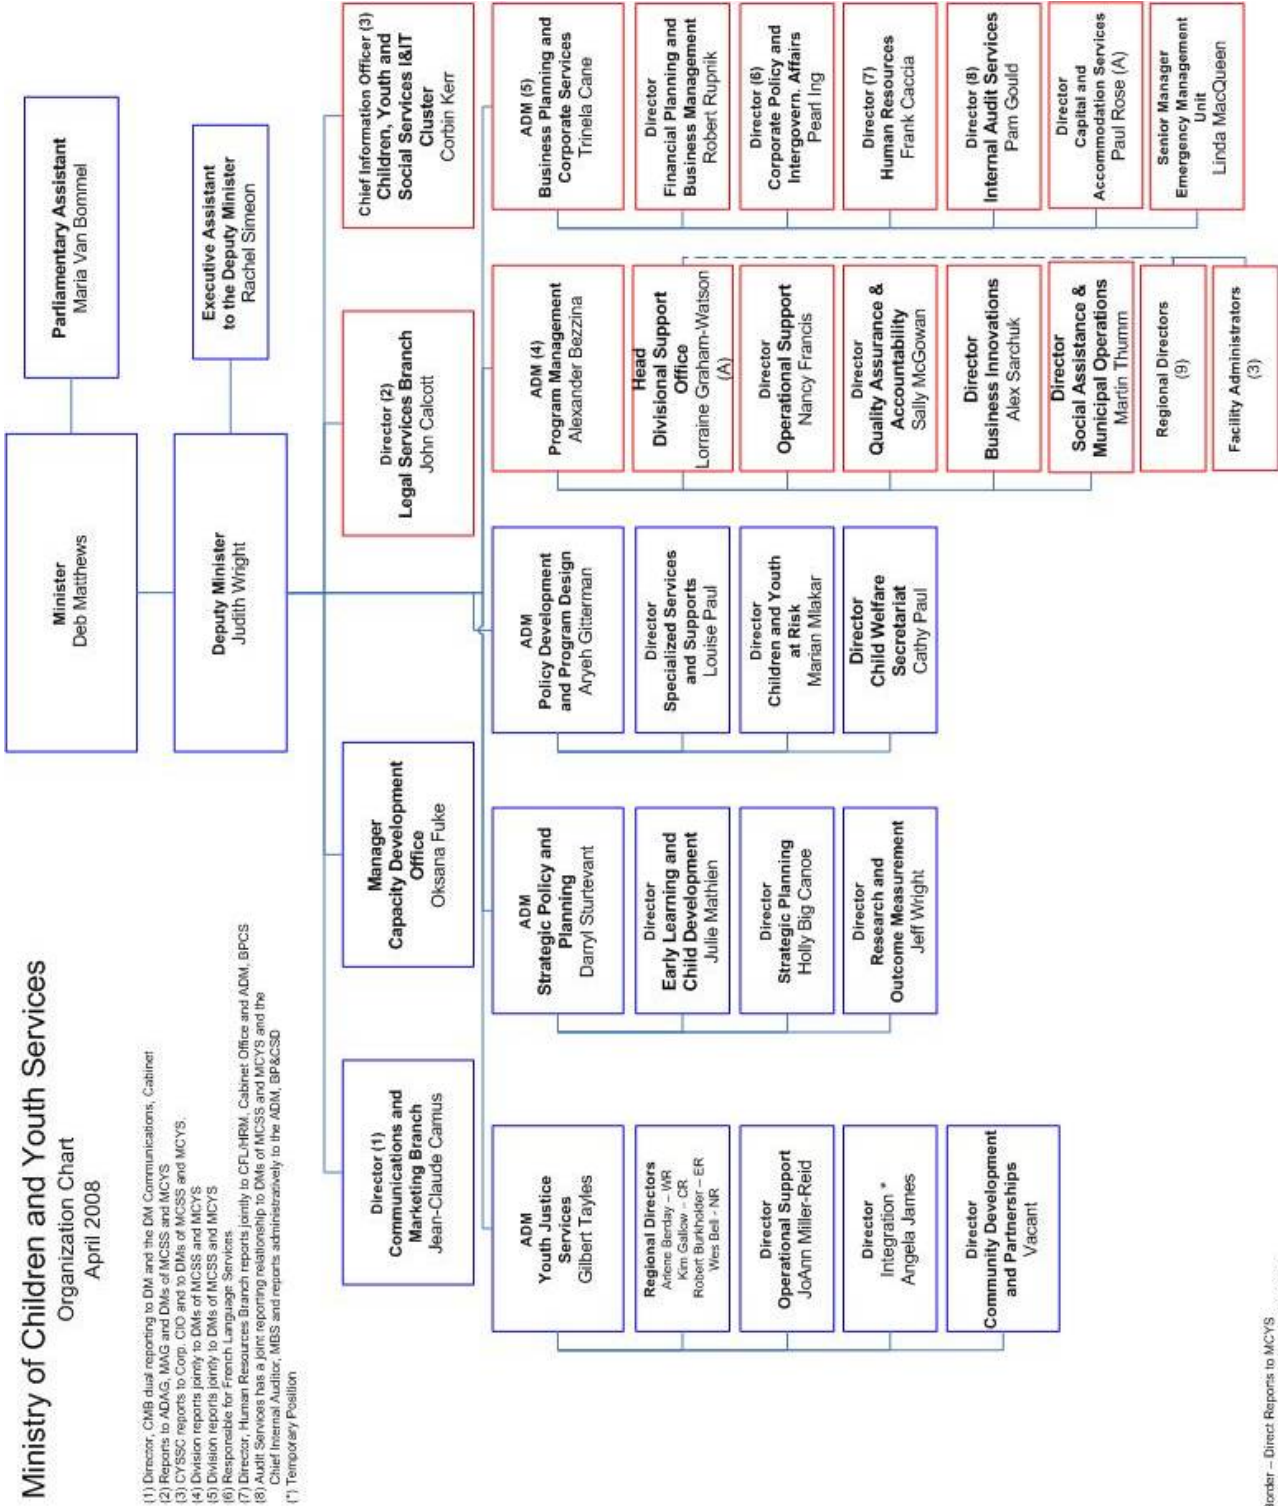 Ministry of Children and Youth Services
Organization Chart
April 2008
(1) Director, CMB dual reporting to DM and the DM Communications, Cabinet
(2) Reports to ADAG, MAG and DMs of MCSS and MCYS
(3) CYSSC reports to Corp. CIO and to DMs of MCSS and MCYS.
(4) Division reports jointly to DMs of MCSS and MCYS
(5) Division reports jointly to DMs of MCSS and MCYS
(6) Responsible for French Language Services
(7) Director, Human Resources Branch reports jointly to CFL/HRM, Cabinet Office and ADM, BPCS
(8) Audit Services has a joint reporting relationship to DMs of MCSS and MCYS and the
Chief Internal Auditor, MBS and reports administratively to the ADM, BP&CSD
(*) Temporary Position
Minister
Deb Matthews
Parliamentary Assistant
Maria Van Bommel
Deputy Minister
Judith Wright
Executive Assistant
to the Deputy Minister
Rachel Simeon
Director (1)
Communications and
Marketing Branch
Jean-Claude Camus
Manager
Capacity Development
Office
Oksana Fuke
Director (2)
Legal Services Branch
John Calcott
Chief Information Officer (3)
Children, Youth and
Social Services I&IT
Cluster
Corbin Kerr
ADM
Youth Justice
Services
Gilbert Tayles
Regional Directors
Arlene Berday – WR
Kim Gallow – CR
Robert Burkholder – ER
Wes Bell - NR
Director
Operational Support
JoAnn Miller-Reid
Director
Integration *
Angela James
Director
Community Development
and Partnerships
Vacant
ADM
Strategic Policy and
Planning
Darryl Sturtevant
Director
Early Learning and
Child Development
Julie Mathien
Director
Strategic Planning
Holly Big Canoe
Director
Research and
Outcome Measurement
Jeff Wright
ADM
Policy Development
and Program Design
Aryeh Gitterman
Director
Specialized Services
and Supports
Louise Paul
Director
Children and Youth
at Risk
Marian Mlakar
Director
Child Welfare
Secretariat
Cathy Paul
ADM (4)
Program Management
Alexander Bezzina
Head
Divisional Support
Office
Lorraine Graham-Watson
(A)
Director
Operational Support
Nancy Francis
Director
Quality Assurance &
Accountability
Sally McGowan
Director
Business Innovations
Alex Sarchuk
Director
Social Assistance &
Municipal Operations
Martin Thumm
Regional Directors
(9)
Facility Administrators
(3)
ADM (5)
Business Planning and
Corporate Services
Trinela Cane
Director
Financial Planning and
Business Management
Robert Rupnik
Director (6)
Corporate Policy and
Intergovern. Affairs
Pearl Ing
Director (7)
Human Resources
Frank Caccia
Director (8)
Internal Audit Services
Pam Gould
Director
Capital and
Accommodation Services
Paul Rose (A)
Senior Manager
Emergency Management
Unit
Linda MacQueen
– Direct Reports to MCYS